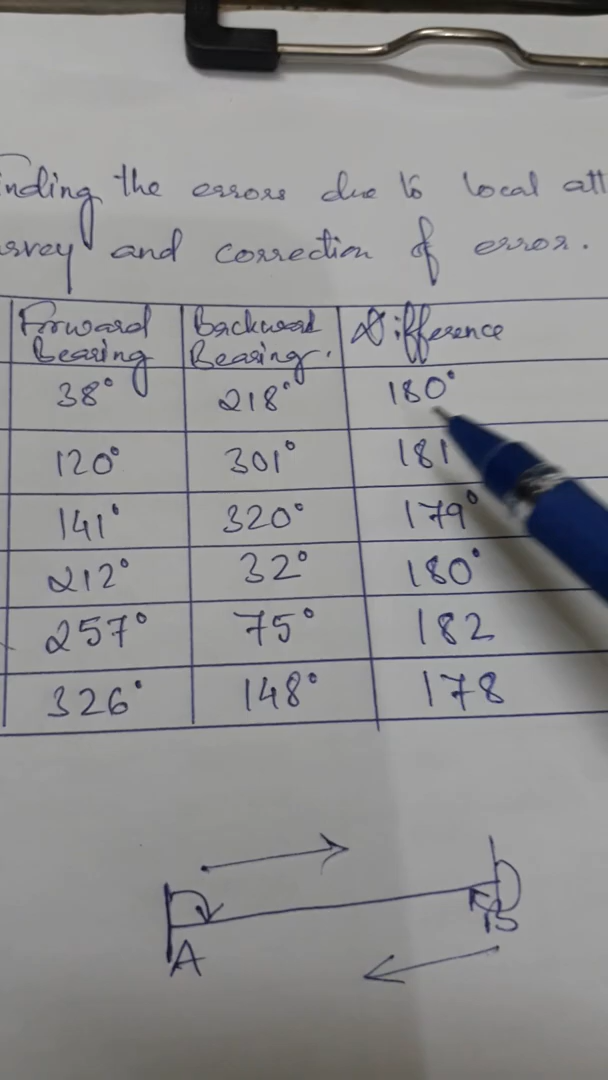 the errors due to local
and correction of error.
Forward Backward Difference
Bearing Bearing.
38° 218° 180°
120° 301° 181
141° 320° 179°
212° 32° 180°
257° 75° 182
326° 148° 178
A B